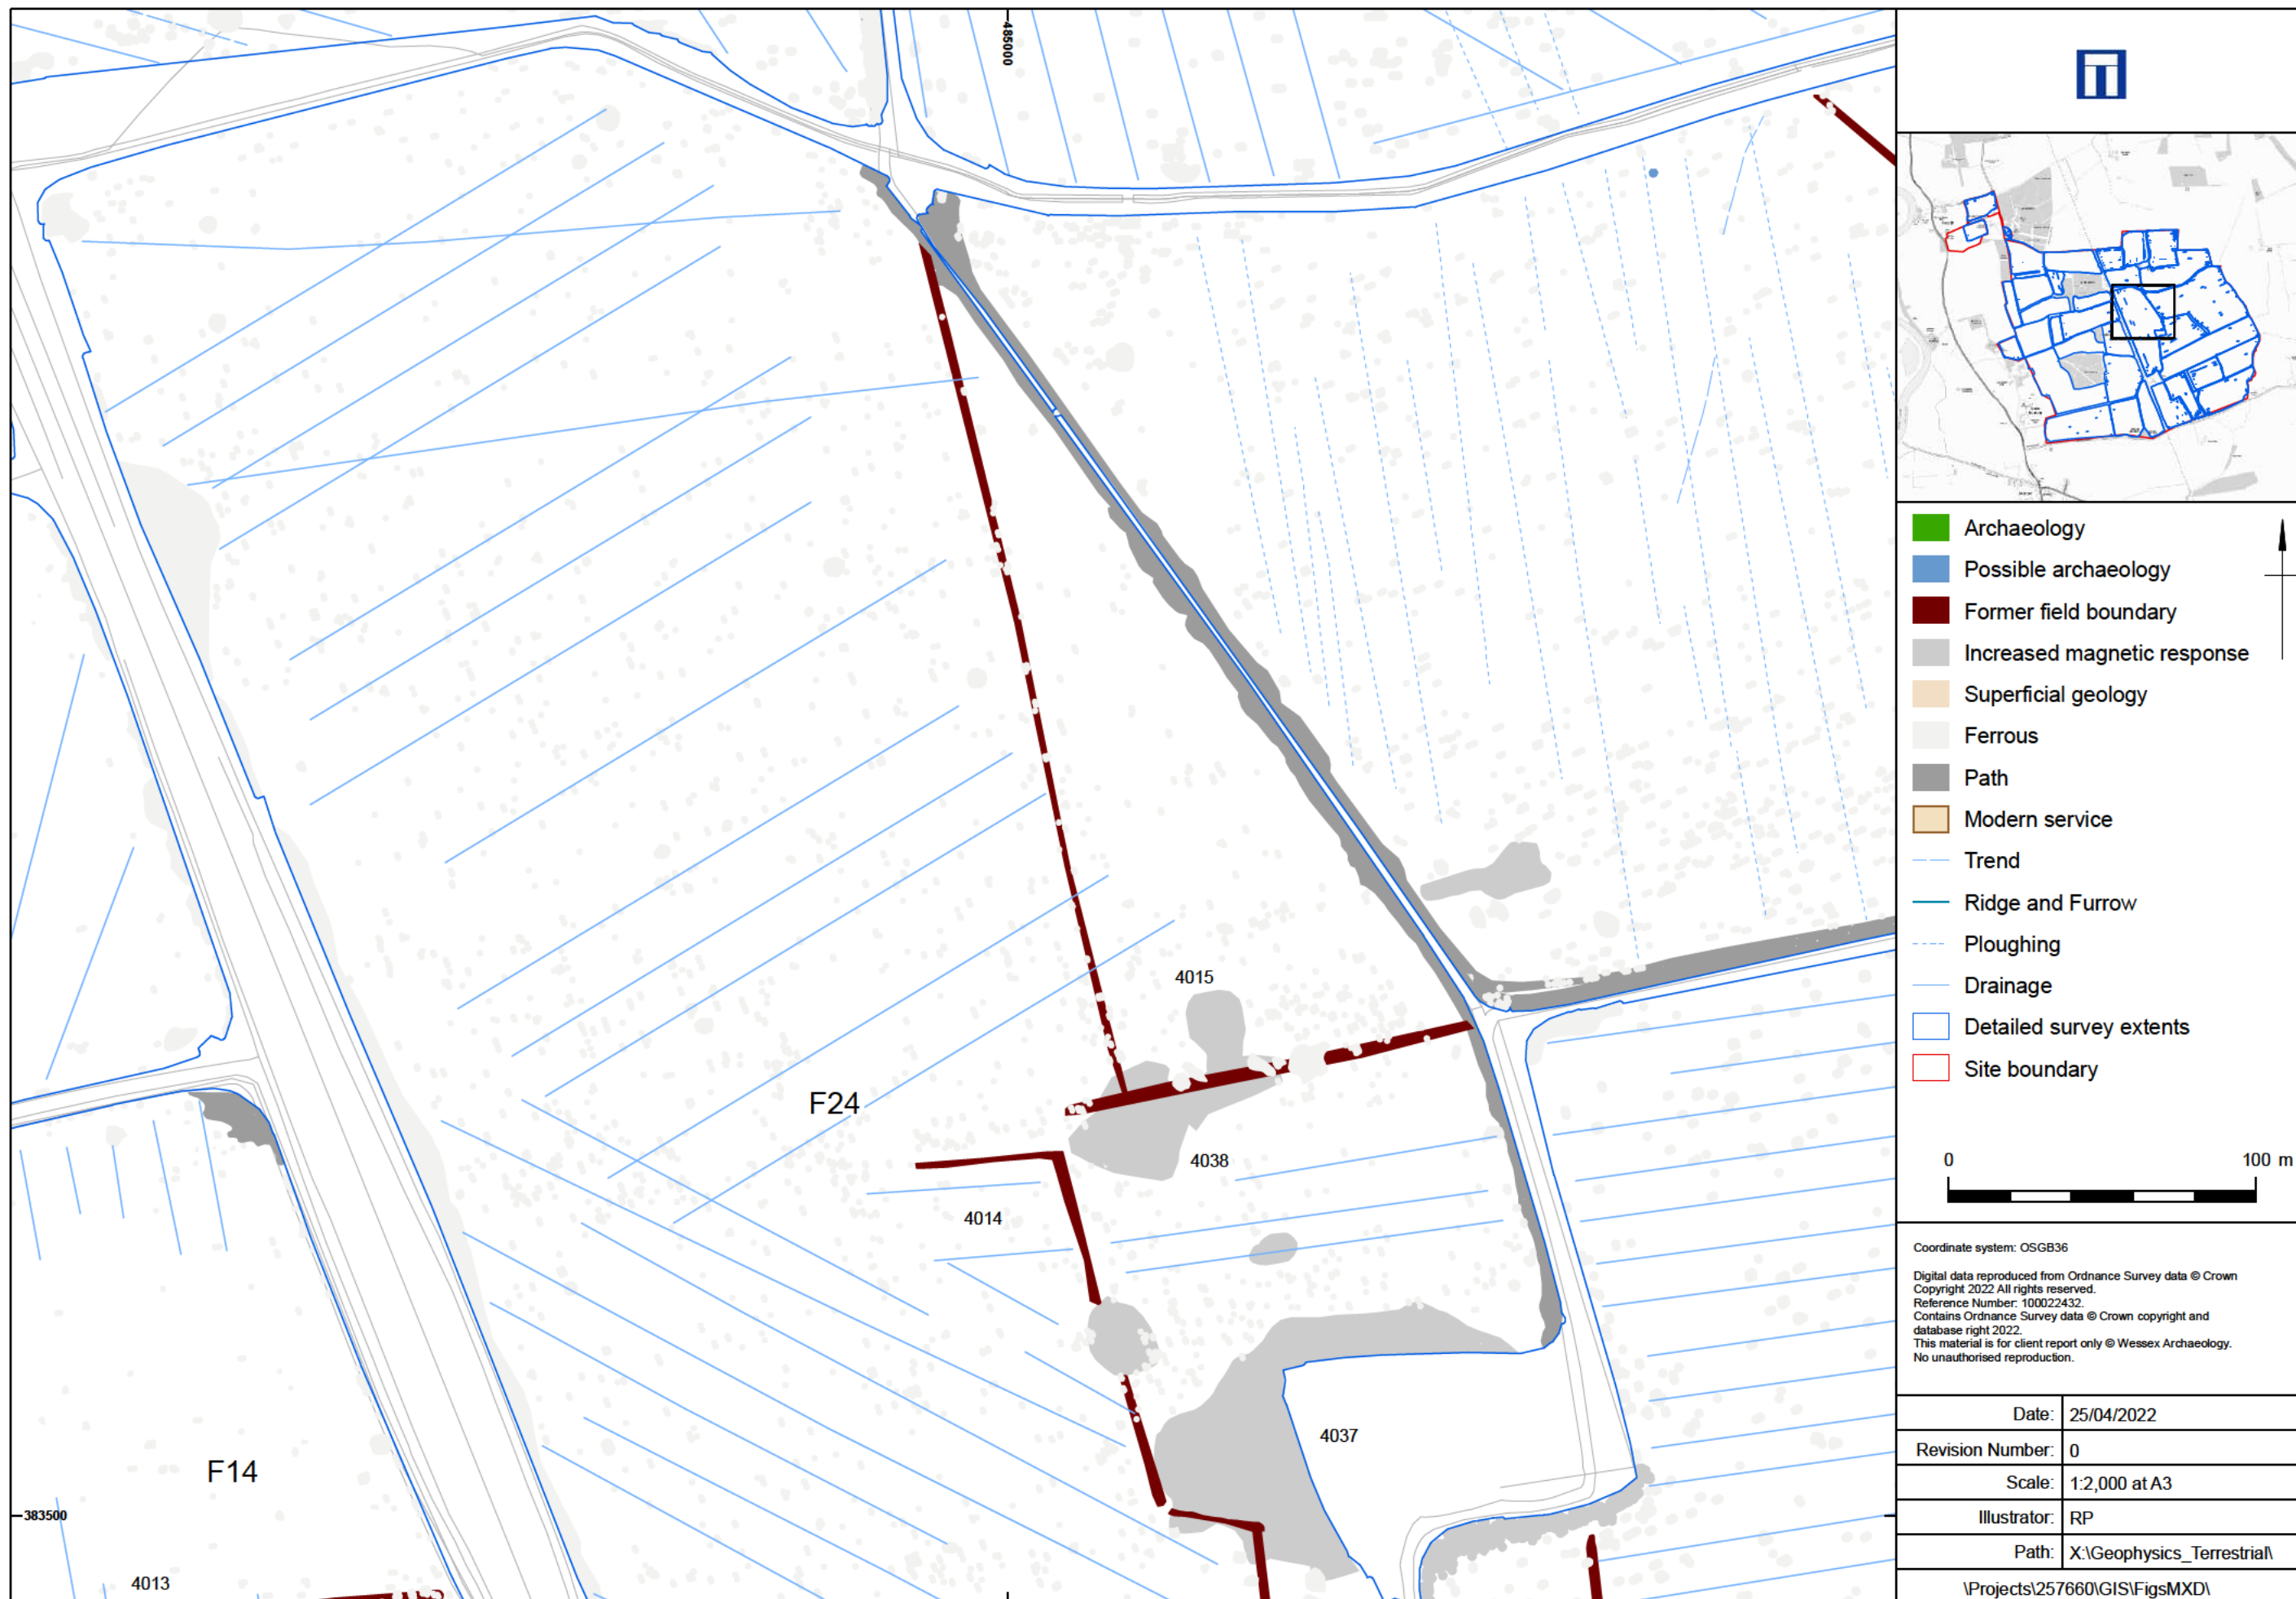 485000
4015
F24
4038
4014
4037
F14
383500
4013
Archaeology
Possible archaeology
Former field boundary
Increased magnetic response
Superficial geology
Ferrous
Path
Modern service
Trend
Ridge and Furrow
Ploughing
Drainage
Detailed survey extents
Site boundary
0 100 m
Coordinate system: OSGB36
Digital data reproduced from Ordnance Survey data © Crown
Copyright 2022 All rights reserved.
Reference Number: 100022432.
Contains Ordnance Survey data © Crown copyright and
database right 2022.
This material is for client report only © Wessex Archaeology.
No unauthorised reproduction.
Date: 25/04/2022
Revision Number: 0
Scale: 1:2,000 at A3
Illustrator: RP
Path: X:\Geophysics_Terrestrial\
\Projects\257660\GIS\FigsMXD\